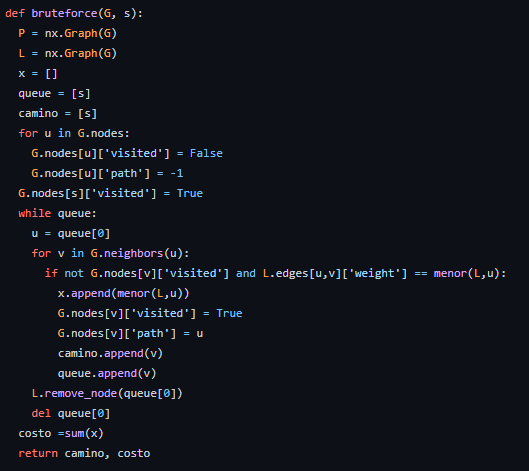 def bruteforce(G, s):
  P = nx.Graph(G)
  L = nx.Graph(G)
  x = []
  queue = [s]
  camino = [s]
  for u in G.nodes:
    G.nodes[u]['visited'] = False
    G.nodes[u]['path'] = -1
  G.nodes[s]['visited'] = True
  while queue:
    u = queue[0]
    for v in G.neighbors(u):
      if not G.nodes[v]['visited'] and L.edges[u,v]['weight'] == menor(L,u):
        x.append(menor(L,u))
        G.nodes[v]['visited'] = True
        G.nodes[v]['path'] = u
        camino.append(v)
        queue.append(v)
    L.remove_node(queue[0])
    del queue[0]
  costo =sum(x)
  return camino, costo